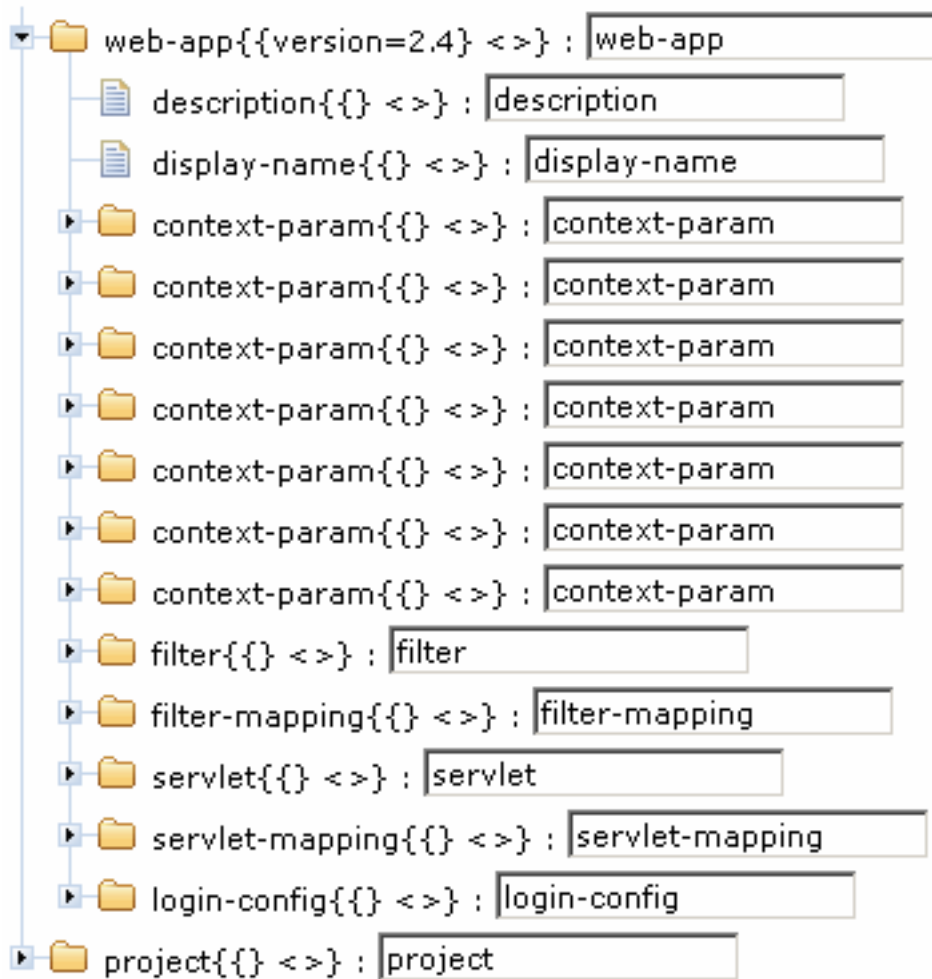 web-app{{version=2.4} <>} : web-app
description{{} <>} : description
display-name{{} <>} : display-name
context-param{{} <>} : context-param
context-param{{} <>} : context-param
context-param{{} <>} : context-param
context-param{{} <>} : context-param
context-param{{} <>} : context-param
context-param{{} <>} : context-param
context-param{{} <>} : context-param
filter{{} <>} : filter
filter-mapping{{} <>} : filter-mapping
servlet{{} <>} : servlet
servlet-mapping{{} <>} : servlet-mapping
login-config{{} <>} : login-config
project{{} <>} : project